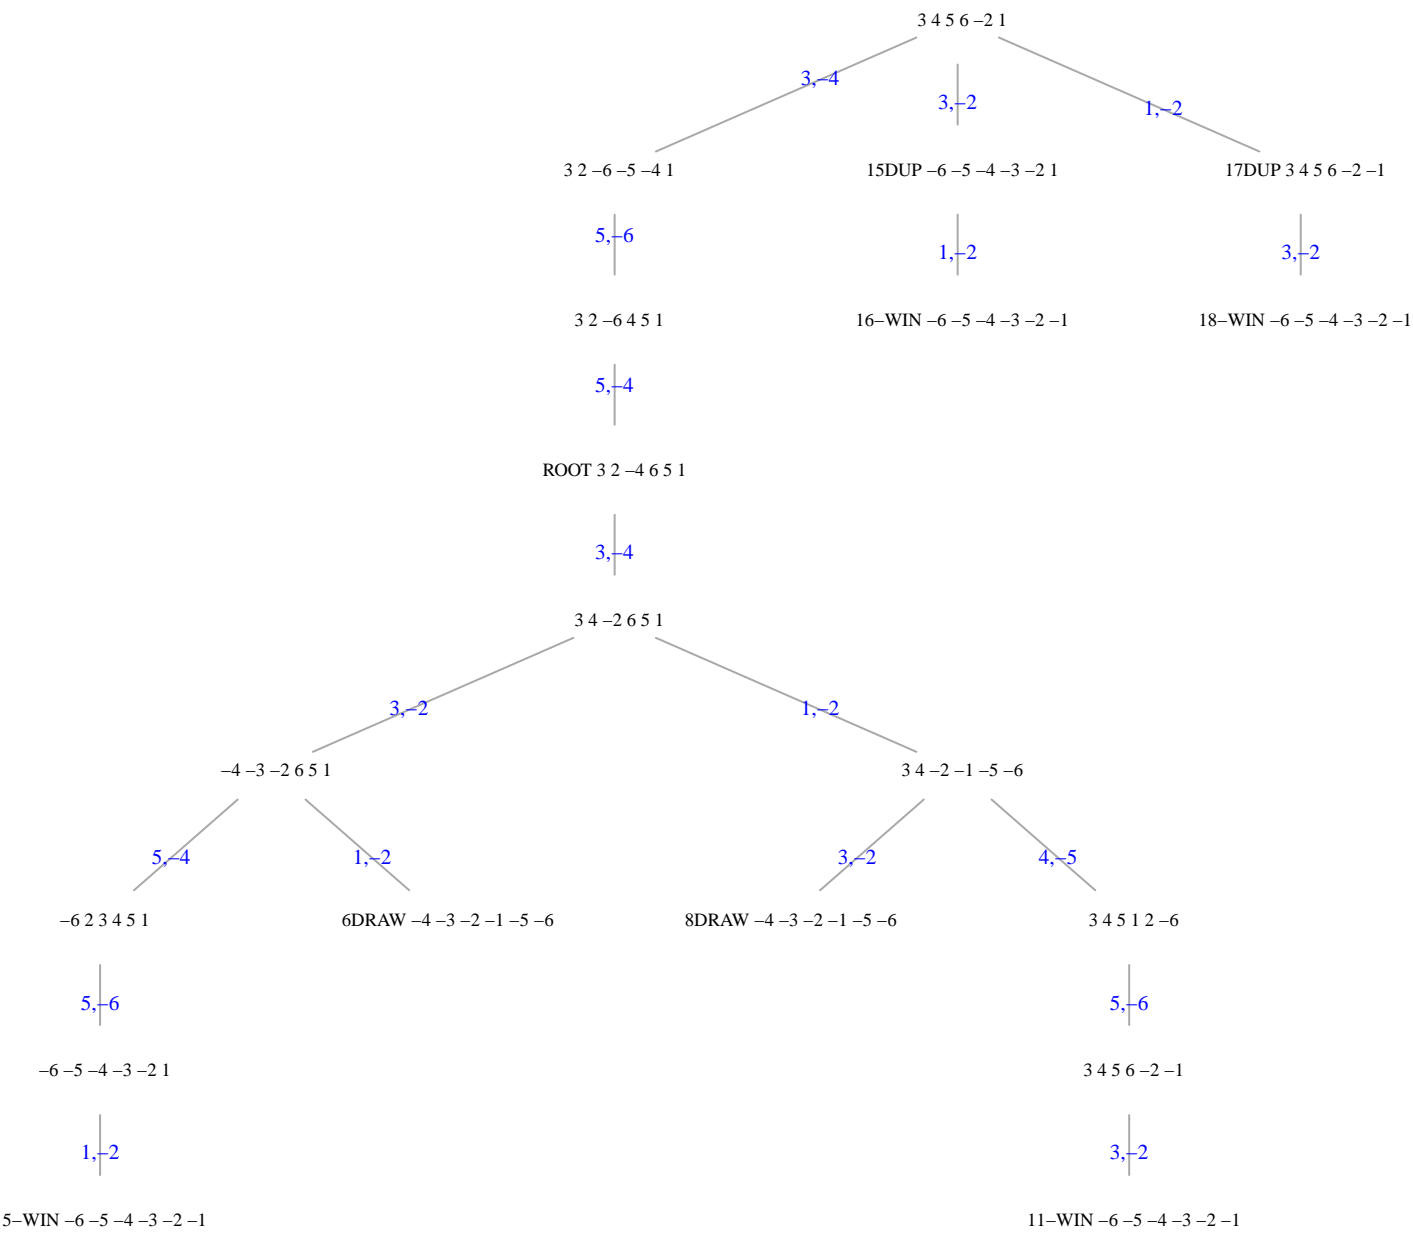 3 4 5 6 –2 1
3,–4
3,–2
1,–2
3 2 –6 –5 –4 1
15DUP –6 –5 –4 –3 –2 1
17DUP 3 4 5 6 –2 –1
5,–6
1,–2
3,–2
3 2 –6 4 5 1
16–WIN –6 –5 –4 –3 –2 –1
18–WIN –6 –5 –4 –3 –2 –1
5,–4
ROOT 3 2 –4 6 5 1
3,–4
3 4 –2 6 5 1
3,–2
1,–2
–4 –3 –2 6 5 1
3 4 –2 –1 –5 –6
5,–4
1,–2
3,–2
4,–5
–6 2 3 4 5 1
6DRAW –4 –3 –2 –1 –5 –6
8DRAW –4 –3 –2 –1 –5 –6
3 4 5 1 2 –6
5,–6
5,–6
–6 –5 –4 –3 –2 1
3 4 5 6 –2 –1
1,–2
3,–2
5–WIN –6 –5 –4 –3 –2 –1
11–WIN –6 –5 –4 –3 –2 –1